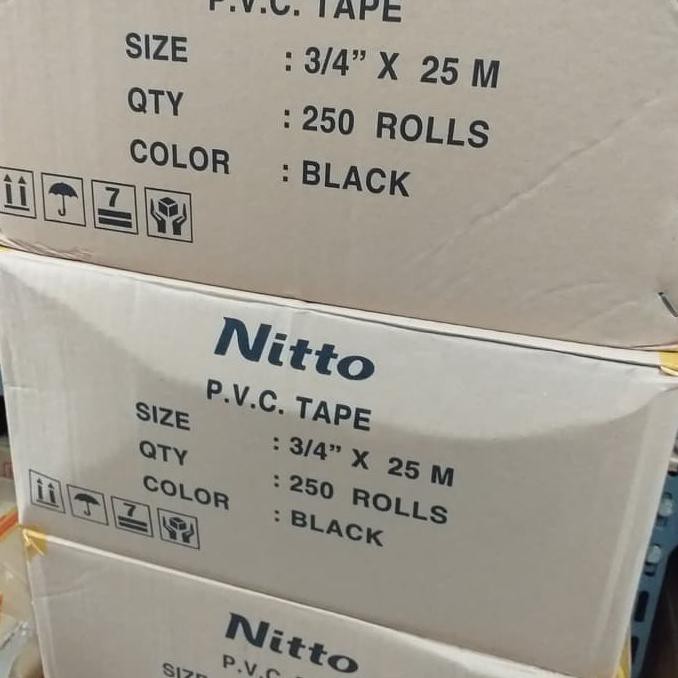 P.V.C. TAPE
SIZE : 3/4” X 25 M
QTY : 250 ROLLS
COLOR : BLACK
7
Nitto
P.V.C. TAPE
SIZE : 3/4” X 25 M
QTY : 250 ROLLS
COLOR : BLACK
7
Nitto
P.V.C.
SIZE